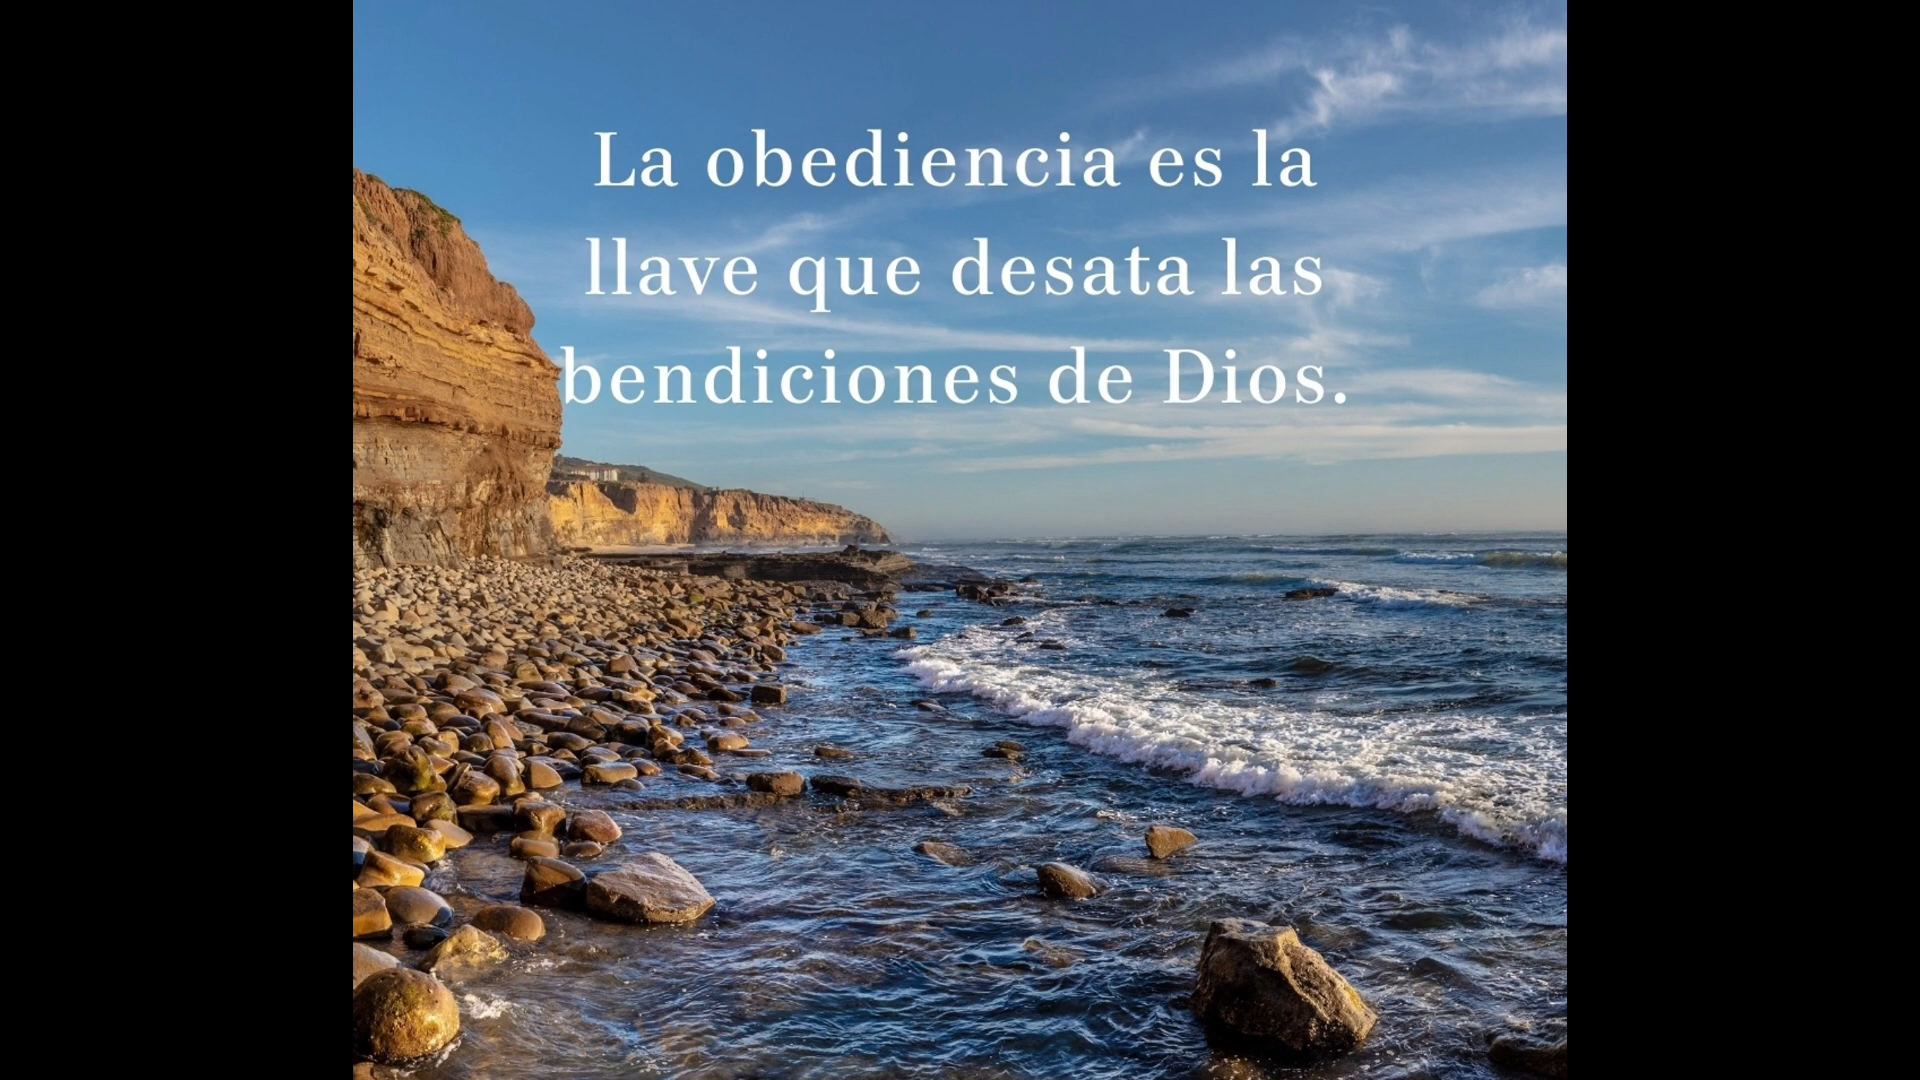 La obediencia es la
llave que desata las
bendiciones de Dios.